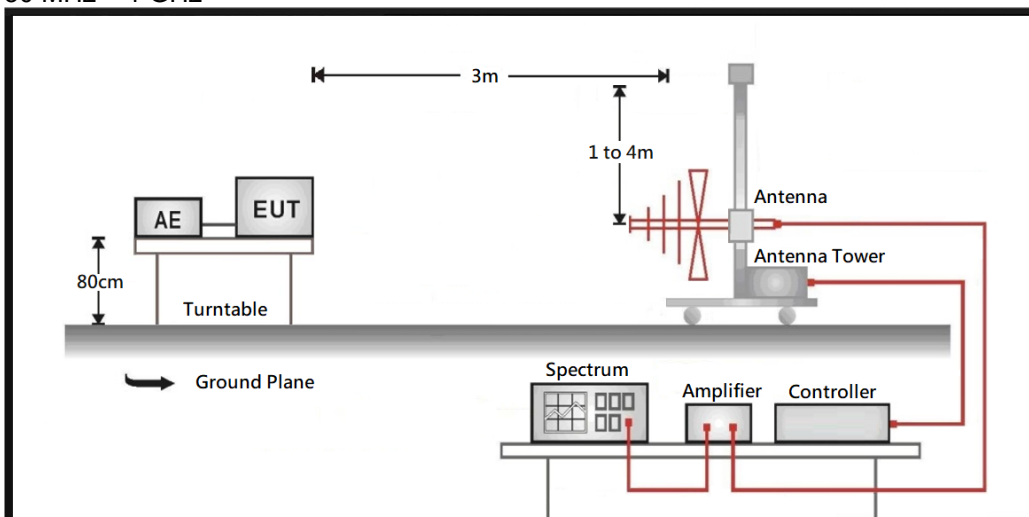 3m
1 to 4m
Antenna
EUT
AE
Antenna Tower
80cm
Turntable
Ground Plane
Spectrum
Amplifier
Controller